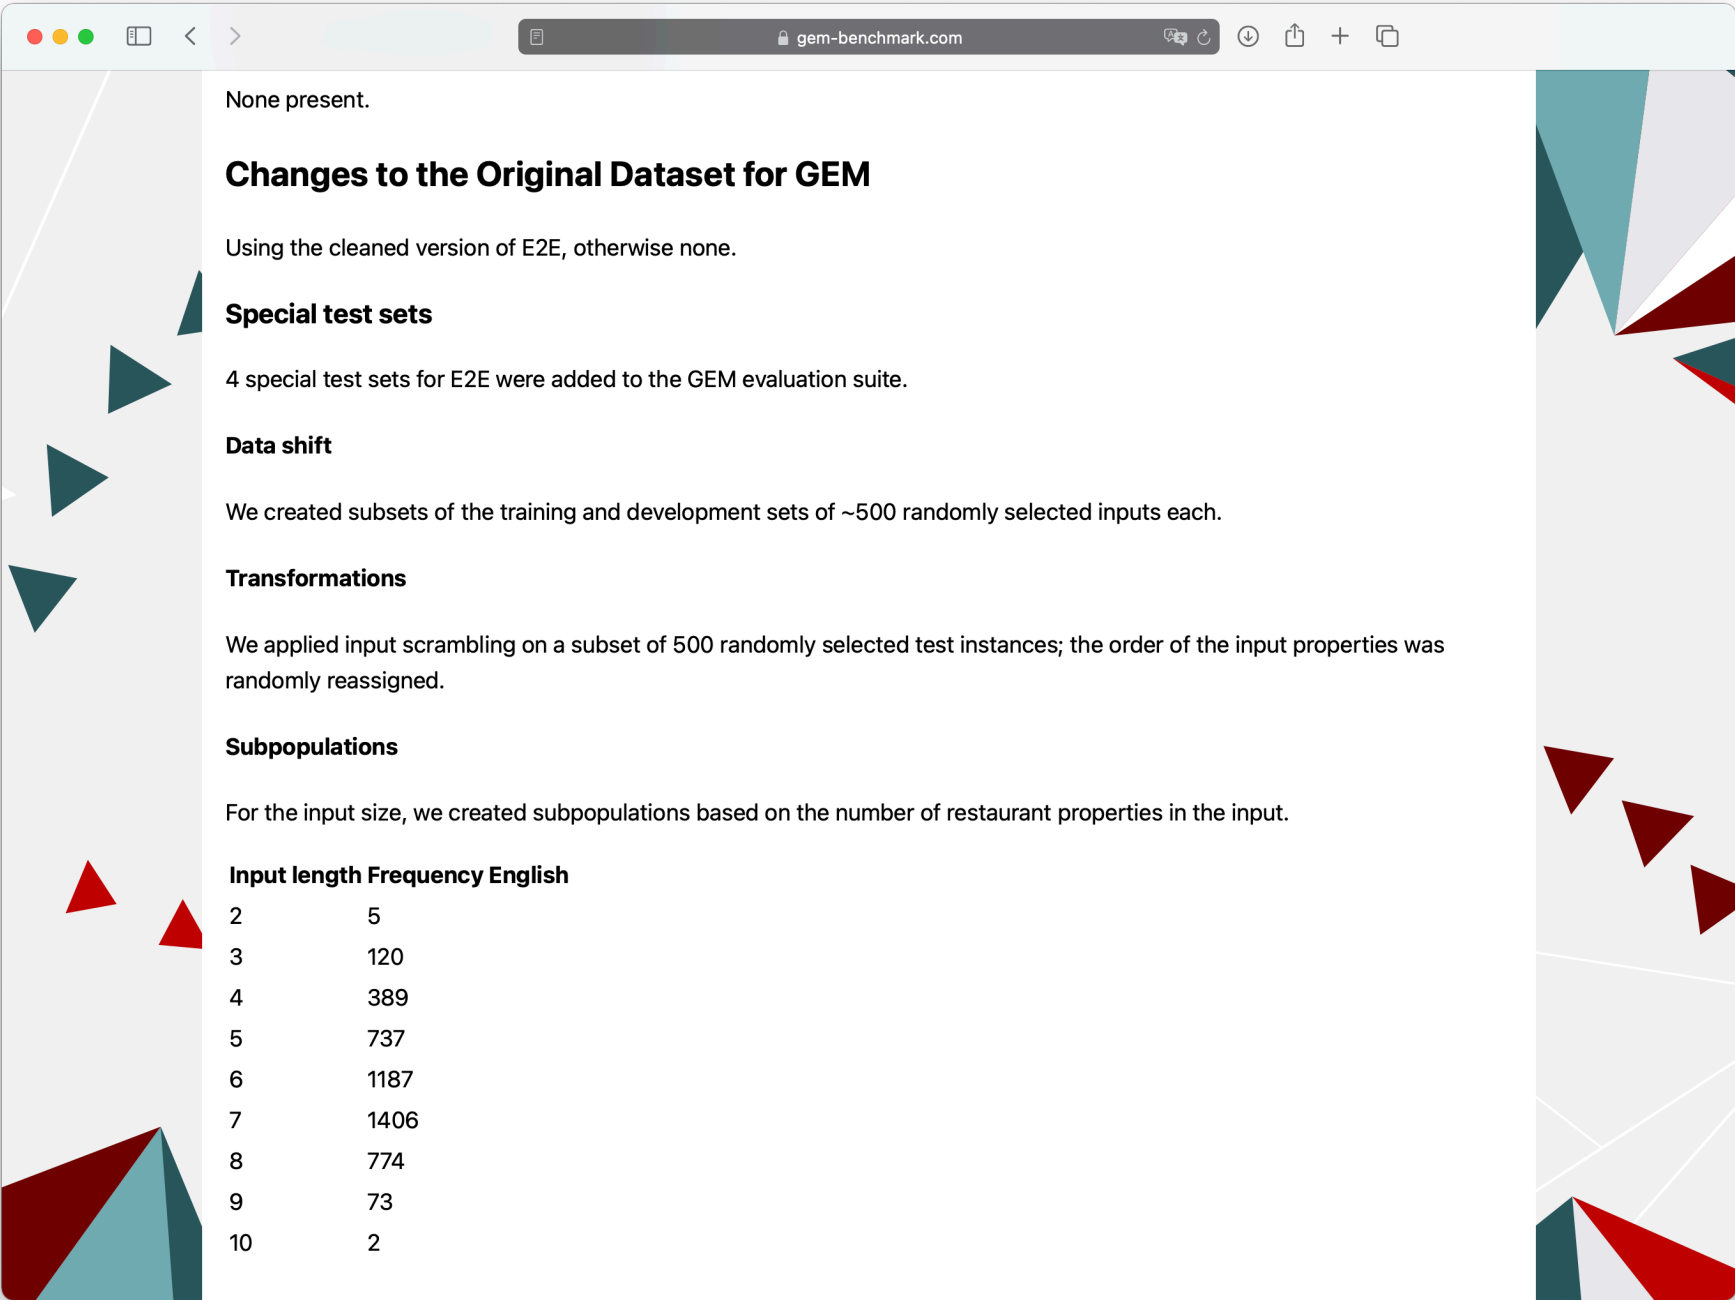 gem-benchmark.com
None present.
Changes to the Original Dataset for GEM
Using the cleaned version of E2E, otherwise none.
Special test sets
4 special test sets for E2E were added to the GEM evaluation suite.
Data shift
We created subsets of the training and development sets of ~500 randomly selected inputs each.
Transformations
We applied input scrambling on a subset of 500 randomly selected test instances; the order of the input properties was
randomly reassigned.
Subpopulations
For the input size, we created subpopulations based on the number of restaurant properties in the input.
Input length Frequency English
2 5
3 120
4 389
5 737
6 1187
7 1406
8 774
9 73
10 2